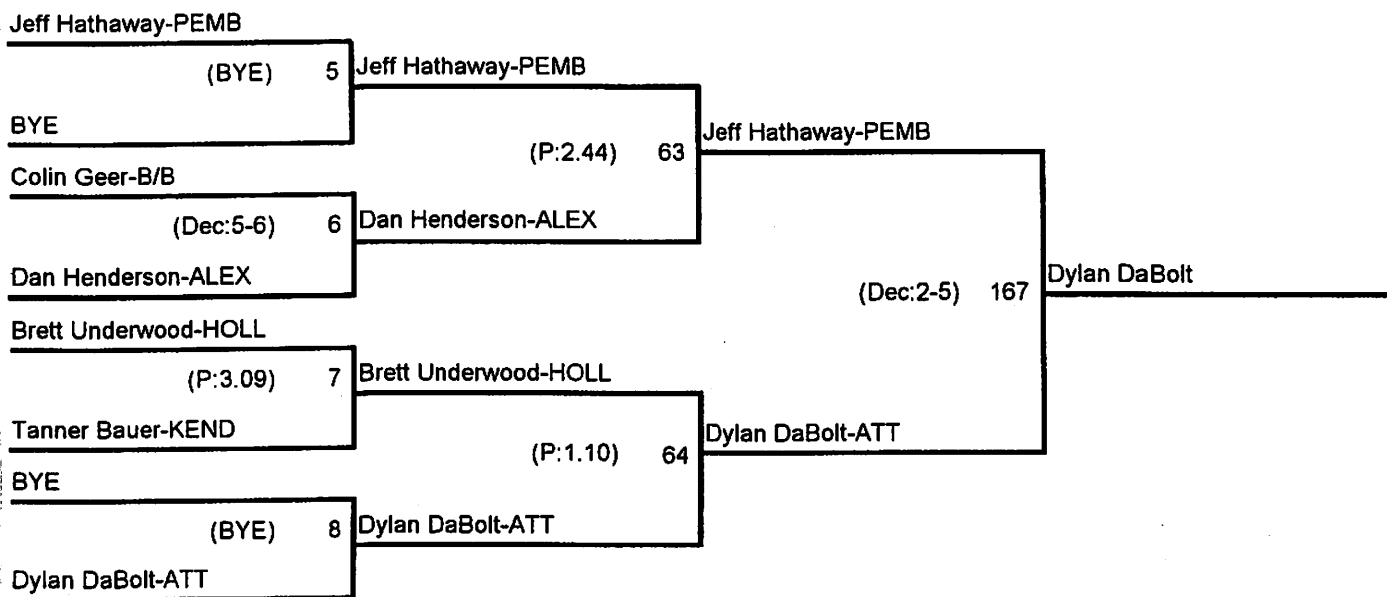 Jeff Hathaway-PEMB
(BYE) 5 Jeff Hathaway-PEMB
BYE
Jeff Hathaway-PEMB
(P:2.44) 63
Colin Geer-B/B
(Dec:5-6) 6 Dan Henderson-ALEX
Dan Henderson-ALEX
Dylan DaBolt
(Dec:2-5) 167
Brett Underwood-HOLL
(P:3.09) 7 Brett Underwood-HOLL
Tanner Bauer-KEND
Dylan DaBolt-ATT
(P:1.10) 64
BYE
(BYE) 8 Dylan DaBolt-ATT
Dylan DaBolt-ATT